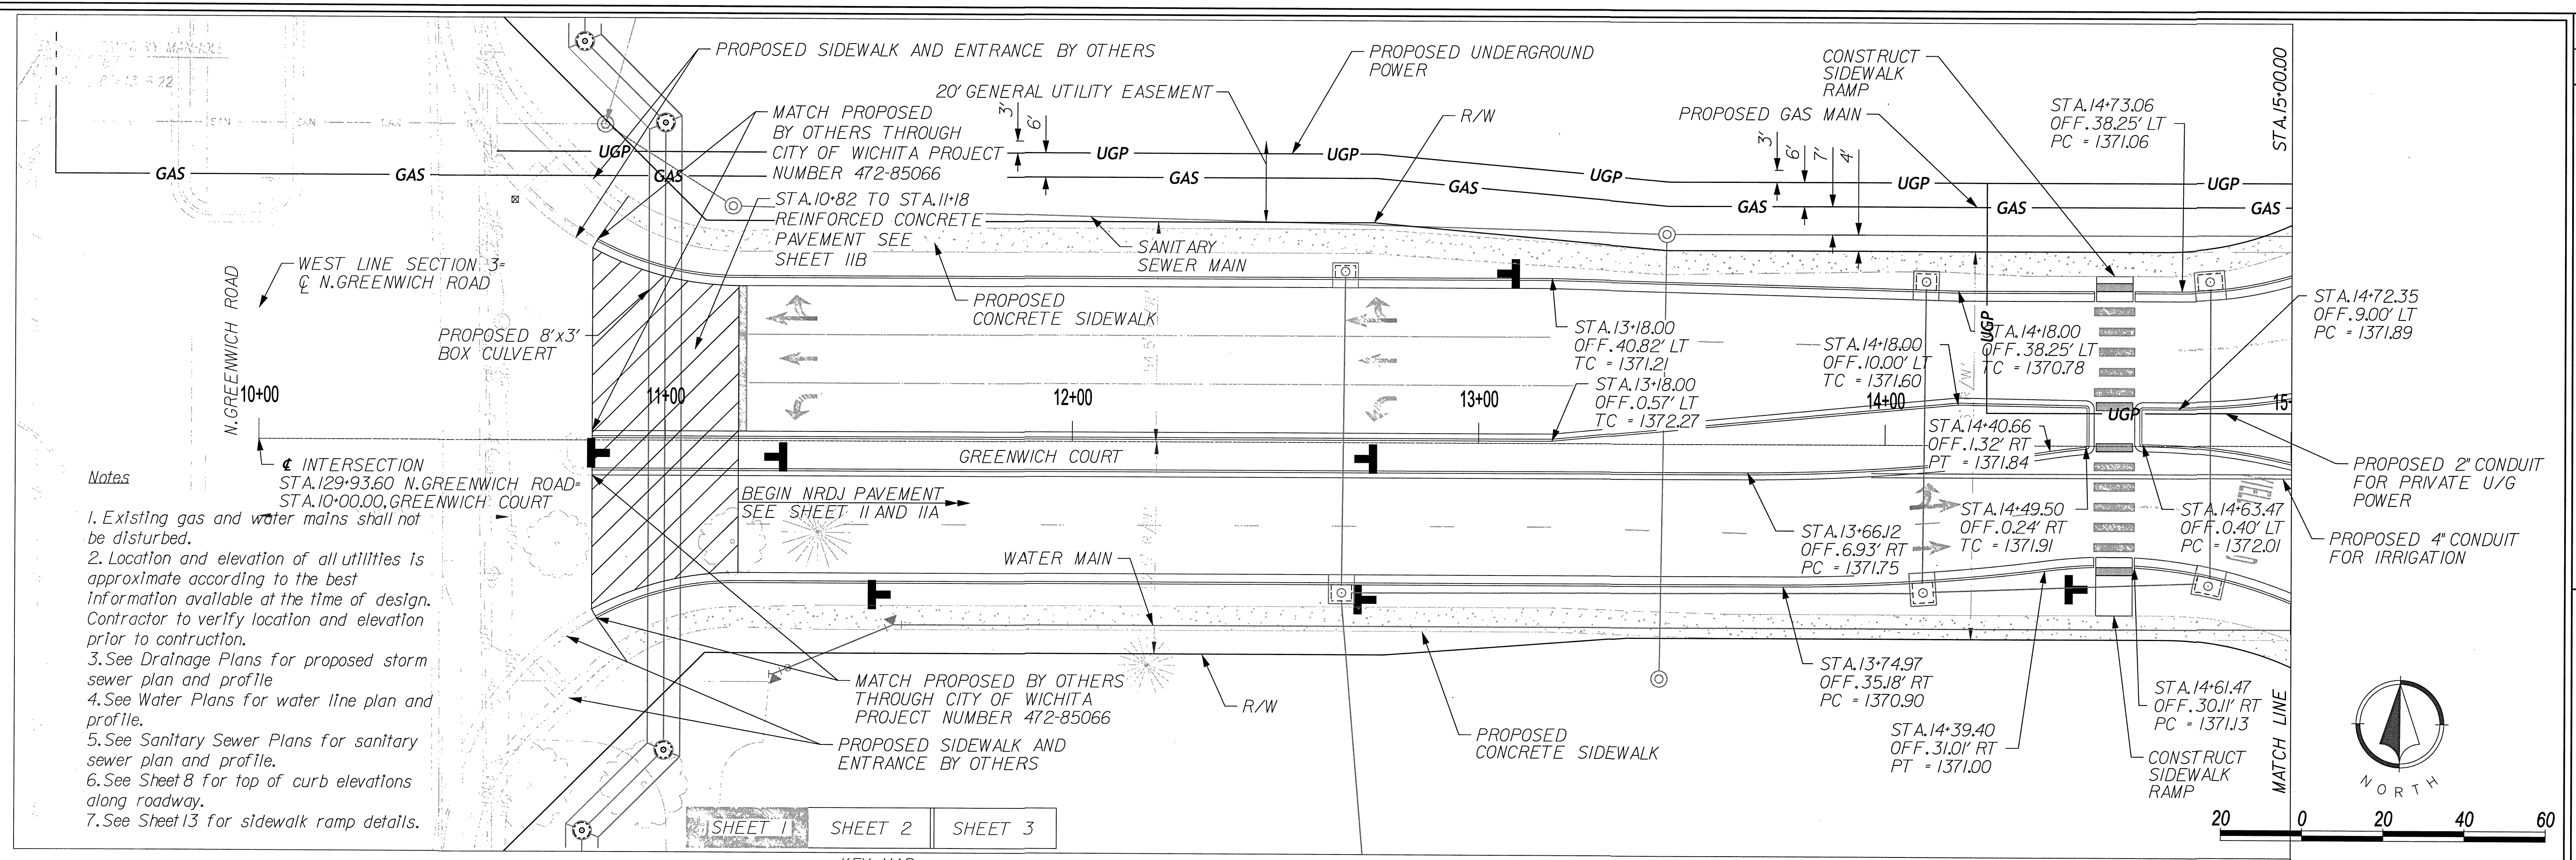 PROPOSED SIDEWALK AND ENTRANCE BY OTHERS
PROPOSED UNDERGROUND
POWER
CONSTRUCT
SIDEWALK
RAMP
STA.15+00.00
20' GENERAL UTILITY EASEMENT
3'
6'
MATCH PROPOSED
BY OTHERS THROUGH
CITY OF WICHITA PROJECT
NUMBER 472-85066
R/W
PROPOSED GAS MAIN
3'
6'
7'
4'
STA.14+73.06
OFF.38.25' LT
PC = 1371.06
UGP
UGP
UGP
UGP
UGP
UGP
GAS
GAS
GAS
GAS
GAS
GAS
GAS
GAS
STA.10+82 TO STA.11+18
REINFORCED CONCRETE
PAVEMENT SEE
SHEET 11B
SANITARY
SEWER MAIN
N.GREENWICH ROAD
WEST LINE SECTION 3=
℄ N.GREENWICH ROAD
PROPOSED 8'x3'
BOX CULVERT
PROPOSED
CONCRETE SIDEWALK
STA.13+18.00
OFF.40.82' LT
TC = 1371.21
STA.13+18.00
OFF.0.57' LT
TC = 1372.27
STA.14+18.00
OFF.10.00' LT
TC = 1371.60
UGP
STA.14+18.00
OFF.38.25' LT
TC = 1370.78
STA.14+72.35
OFF.9.00' LT
PC = 1371.89
10+00
11+00
12+00
13+00
14+00
15+
UGP
GREENWICH COURT
STA.14+40.66
OFF.1.32' RT
PT = 1371.84
℄ INTERSECTION
STA.129+93.60 N.GREENWICH ROAD=
STA.10+00.00,GREENWICH COURT
BEGIN NRDJ PAVEMENT
SEE SHEET 11 AND 11A
PROPOSED 2" CONDUIT
FOR PRIVATE U/G
POWER
STA.13+66.12
OFF.6.93' RT
PC = 1371.75
STA.14+49.50
OFF.0.24' RT
TC = 1371.91
STA.14+63.47
OFF.0.40' LT
PC = 1372.01
PROPOSED 4" CONDUIT
FOR IRRIGATION
WATER MAIN
Notes
1. Existing gas and water mains shall not
be disturbed.
2. Location and elevation of all utilities is
approximate according to the best
information available at the time of design.
Contractor to verify location and elevation
prior to contruction.
3. See Drainage Plans for proposed storm
sewer plan and profile
4. See Water Plans for water line plan and
profile.
5. See Sanitary Sewer Plans for sanitary
sewer plan and profile.
6. See Sheet 8 for top of curb elevations
along roadway.
7. See Sheet 13 for sidewalk ramp details.
MATCH PROPOSED BY OTHERS
THROUGH CITY OF WICHITA
PROJECT NUMBER 472-85066
PROPOSED SIDEWALK AND
ENTRANCE BY OTHERS
R/W
PROPOSED
CONCRETE SIDEWALK
STA.13+74.97
OFF.35.18' RT
PC = 1370.90
STA.14+39.40
OFF.31.01' RT
PT = 1371.00
STA.14+61.47
OFF.30.11' RT
PC = 1371.13
CONSTRUCT
SIDEWALK
RAMP
MATCH LINE
NORTH
SHEET 1
SHEET 2
SHEET 3
20 0 20 40 60